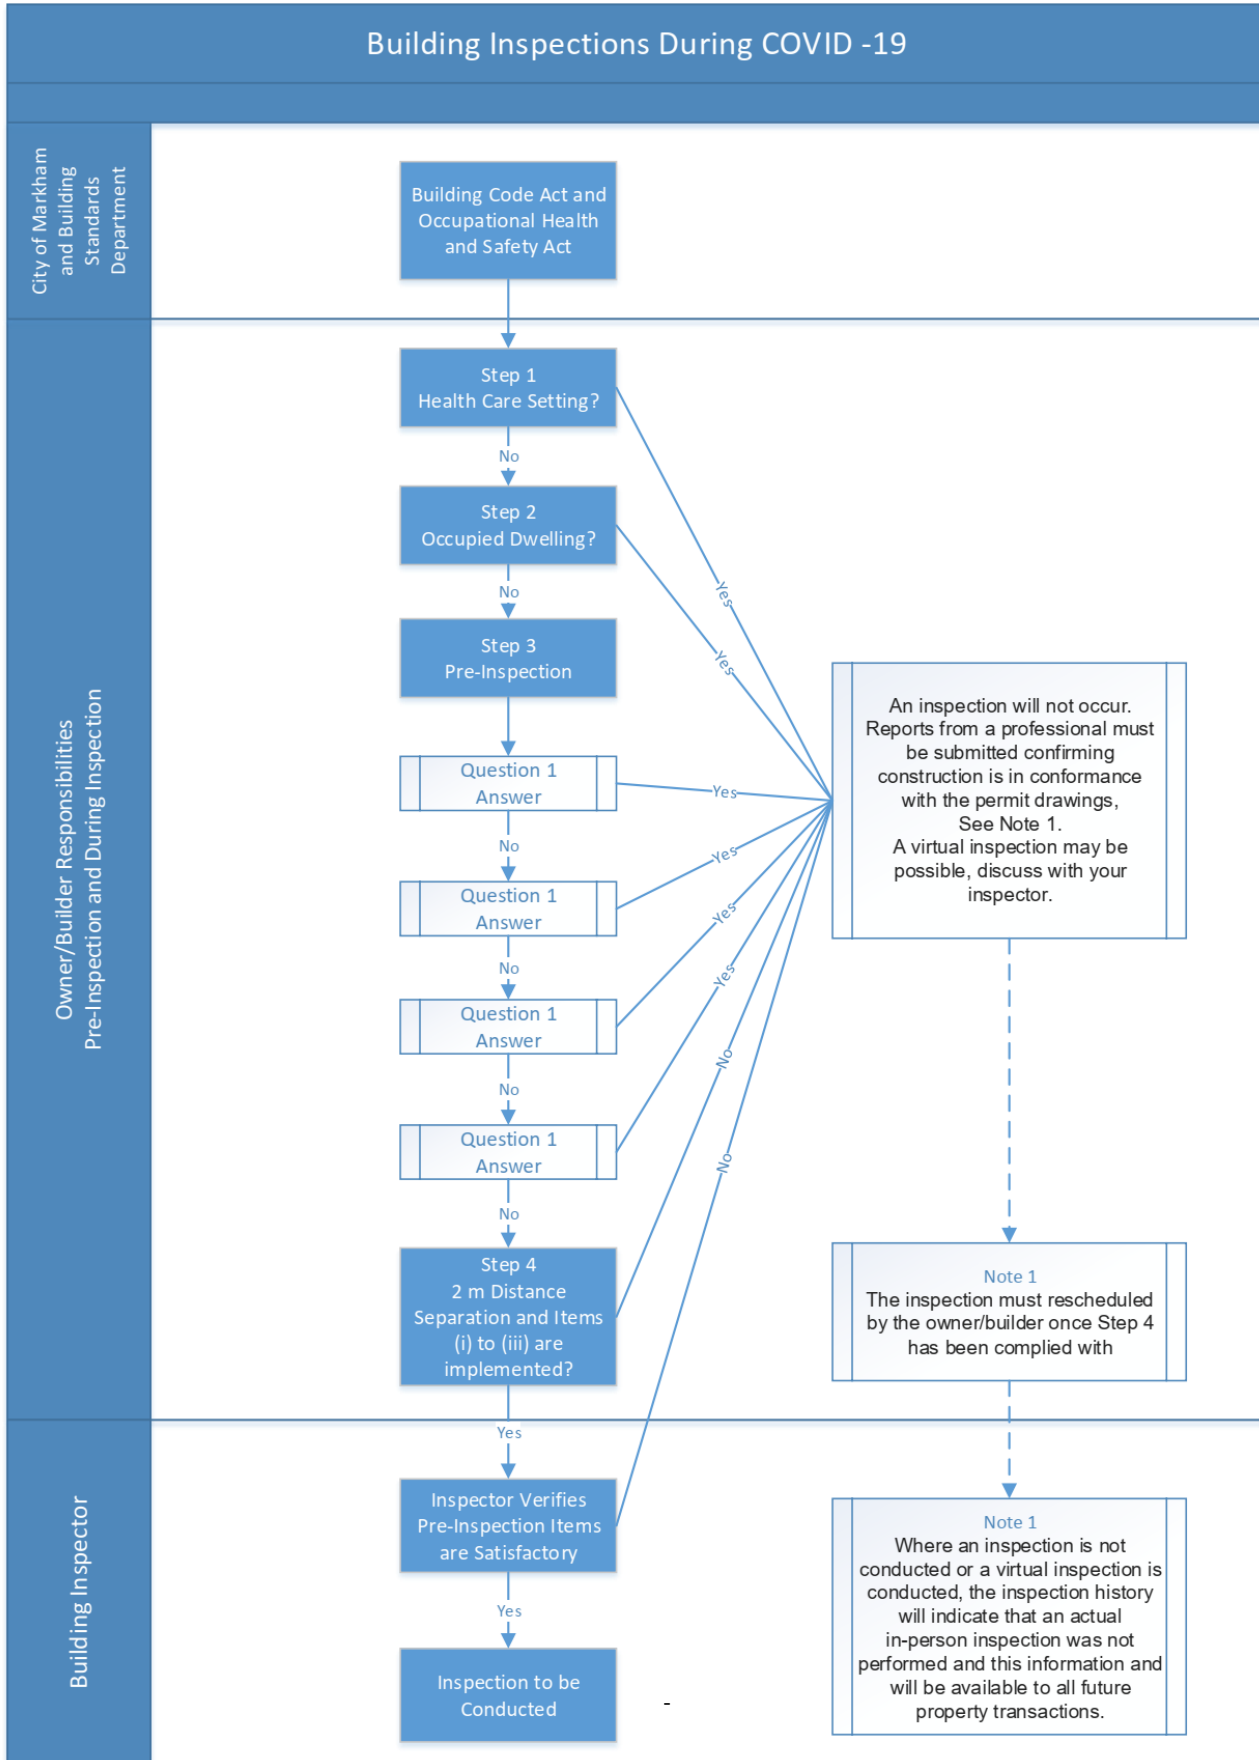 Building Inspections During COVID -19
City of Markham
and Building
Standards
Department
Building Code Act and
Occupational Health
and Safety Act
Owner/Builder Responsibilities
Pre-Inspection and During Inspection
Step 1
Health Care Setting?
No
Yes
Step 2
Occupied Dwelling?
No
Yes
Step 3
Pre-Inspection
Question 1
Answer
Yes
No
Question 1
Answer
Yes
No
Question 1
Answer
Yes
No
Question 1
Answer
Yes
No
Step 4
2 m Distance
Separation and Items
(i) to (iii) are
implemented?
No
Yes
An inspection will not occur.
Reports from a professional must
be submitted confirming
construction is in conformance
with the permit drawings,
See Note 1.
A virtual inspection may be
possible, discuss with your
inspector.
Note 1
The inspection must rescheduled
by the owner/builder once Step 4
has been complied with
Building Inspector
Inspector Verifies
Pre-Inspection Items
are Satisfactory
No
Yes
Inspection to be
Conducted
-
Note 1
Where an inspection is not
conducted or a virtual inspection is
conducted, the inspection history
will indicate that an actual
in-person inspection was not
performed and this information and
will be available to all future
property transactions.